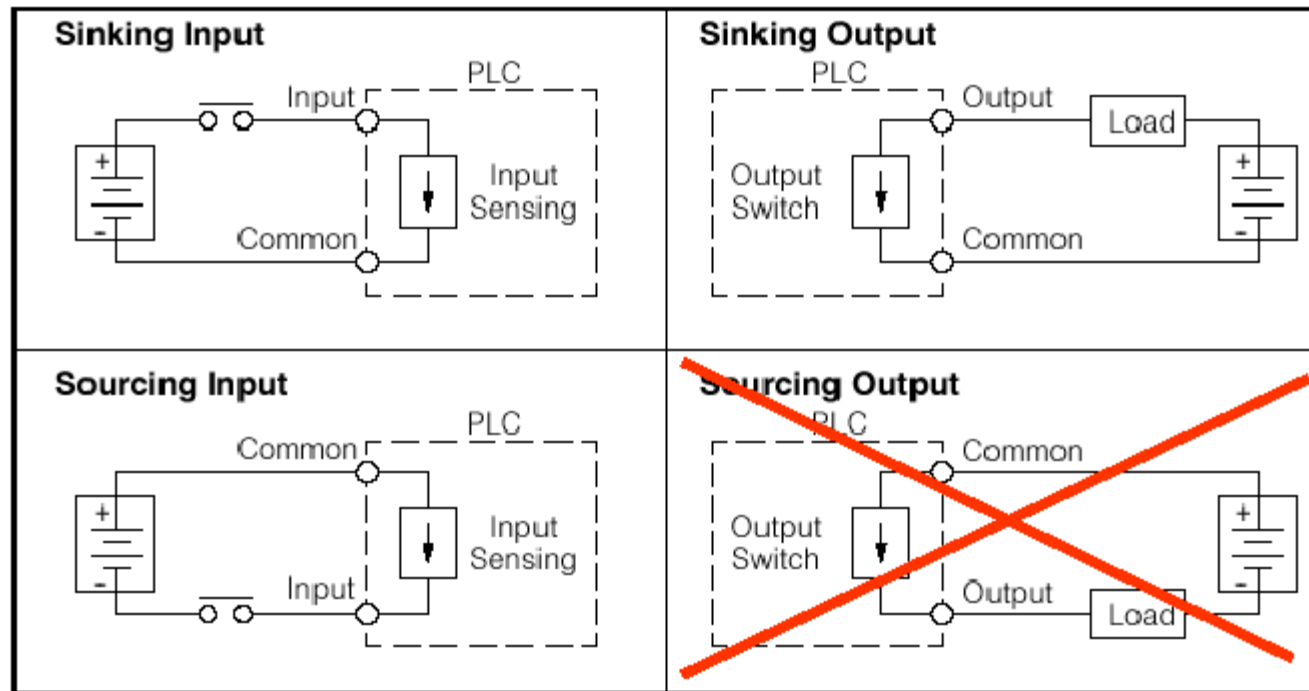 Sinking Input
PLC
Input
+
Input
Sensing
-
Common
Sinking Output
PLC
Output
Load
+
Output
Switch
-
Common
Sourcing Input
PLC
Common
+
Input
Sensing
-
Input
Sourcing Output
PLC
Common
+
Output
Switch
-
Output
Load